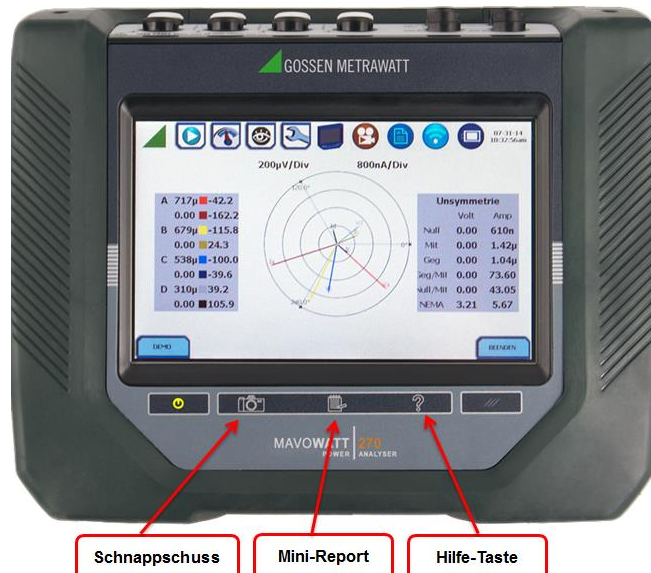 GOSSEN METRAWATT
07-31-14
10:32:56am
200µV/Div 800nA/Div
120.0°
0°
240.0°
A 717µ -42.2
0.00 -162.2
B 679µ -115.8
0.00 24.3
C 538µ -100.0
0.00 -39.6
D 310µ 39.2
0.00 105.9
Unsymmetrie
Volt Amp
Null 0.00 610n
Mit 0.00 1.42µ
Geg 0.00 1.04µ
Geg/Mit 0.00 73.60
Null/Mit 0.00 43.05
NEMA 3.21 5.67
DEMO
BEENDEN
MAVOWATT 270
POWER ANALYSER
Schnappschuss
Mini-Report
Hilfe-Taste